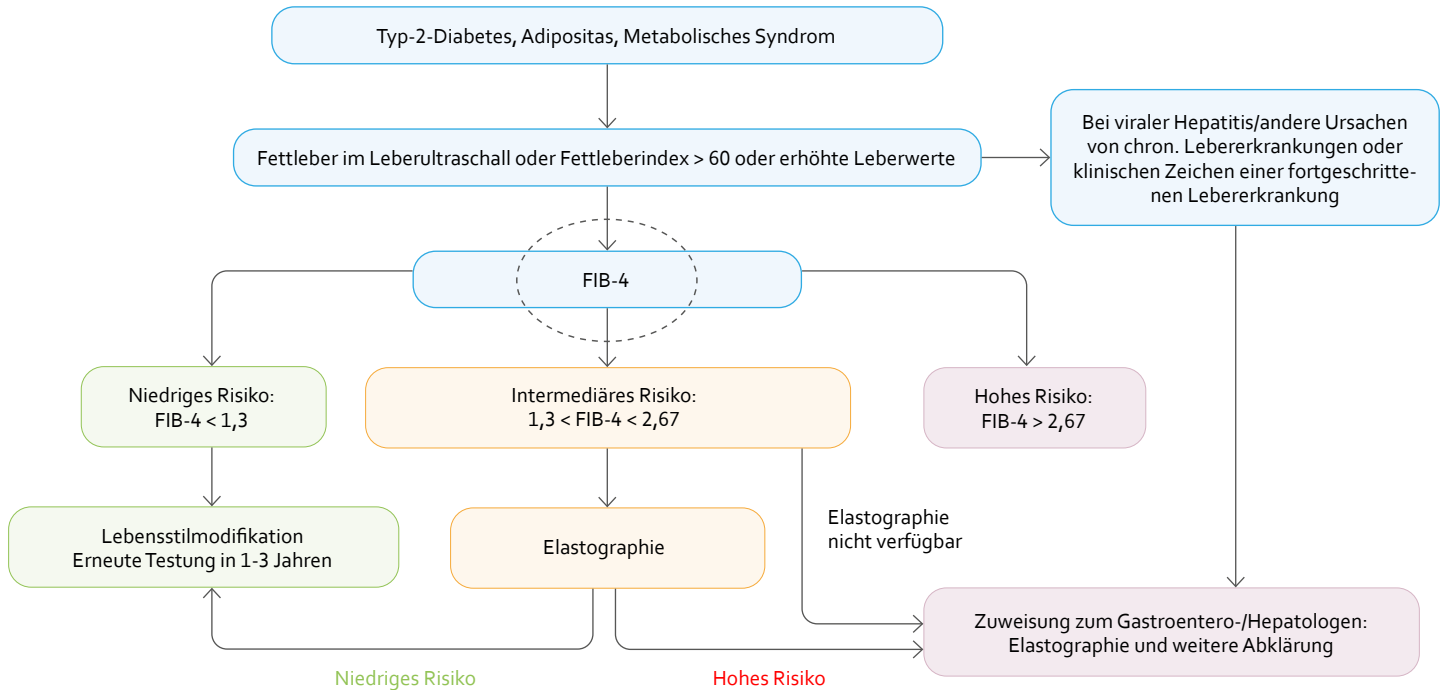 Typ-2-Diabetes, Adipositas, Metabolisches Syndrom
Fettleber im Leberultraschall oder Fettleberindex > 60 oder erhöhte Leberwerte
Bei viraler Hepatitis/andere Ursachen
von chron. Lebererkrankungen oder
klinischen Zeichen einer fortgeschritte-
nen Lebererkrankung
FIB-4
Niedriges Risiko:
FIB-4 < 1,3
Intermediäres Risiko:
1,3 < FIB-4 < 2,67
Hohes Risiko:
FIB-4 > 2,67
Lebensstilmodifikation
Erneute Testung in 1-3 Jahren
Elastographie
Elastographie
nicht verfügbar
Zuweisung zum Gastroentero-/Hepatologen:
Elastographie und weitere Abklärung
Niedriges Risiko
Hohes Risiko